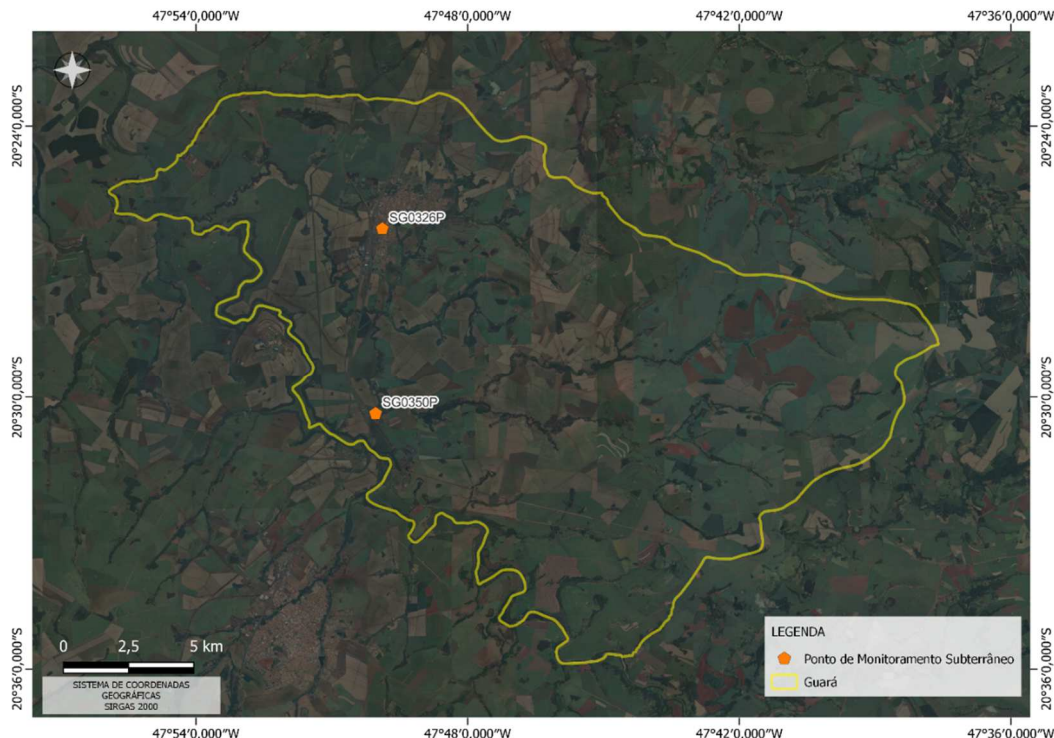 47°54'0,000"W 47°48'0,000"W 47°42'0,000"W 47°36'0,000"W
20°24'0,000"S 20°24'0,000"S
SG0326P
20°30'0,000"S 20°30'0,000"S
SG0350P
0 2,5 5 km
SISTEMA DE COORDENADAS
GEOGRÁFICAS
SIRGAS 2000
LEGENDA
Ponto de Monitoramento Subterrâneo
Guará
20°36'0,000"S 20°36'0,000"S
47°54'0,000"W 47°48'0,000"W 47°42'0,000"W 47°36'0,000"W